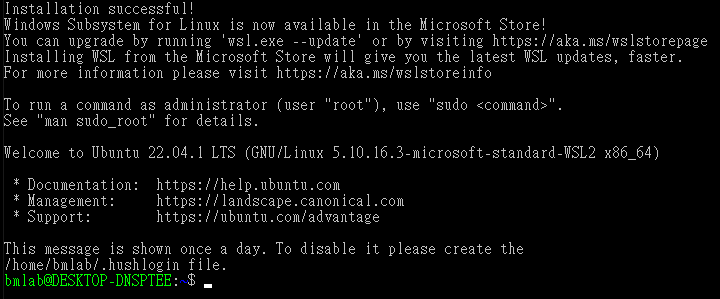 Installation successful!
Windows Subsystem for Linux is now available in the Microsoft Store!
You can upgrade by running 'wsl.exe --update' or by visiting https://aka.ms/wslstorepage
Installing WSL from the Microsoft Store will give you the latest WSL updates, faster.
For more information please visit https://aka.ms/wslstoreinfo

To run a command as administrator (user "root"), use "sudo <command>".
See "man sudo_root" for details.

Welcome to Ubuntu 22.04.1 LTS (GNU/Linux 5.10.16.3-microsoft-standard-WSL2 x86_64)

 * Documentation:  https://help.ubuntu.com
 * Management:     https://landscape.canonical.com
 * Support:        https://ubuntu.com/advantage

This message is shown once a day. To disable it please create the
/home/bmlab/.hushlogin file.
bmlab@DESKTOP-DNSPTEE:~$